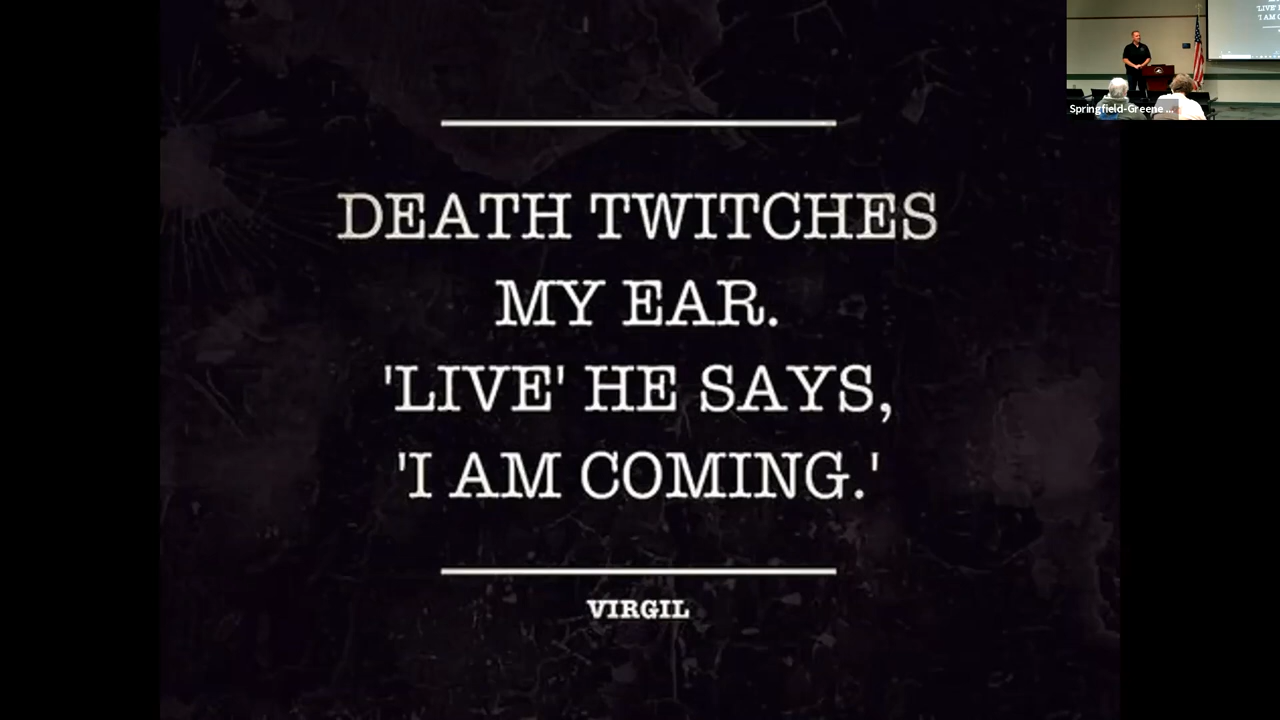 DEATH TWITCHES
MY EAR.
'LIVE' HE SAYS,
'I AM COMING.'
VIRGIL
Springfield-Greene ...